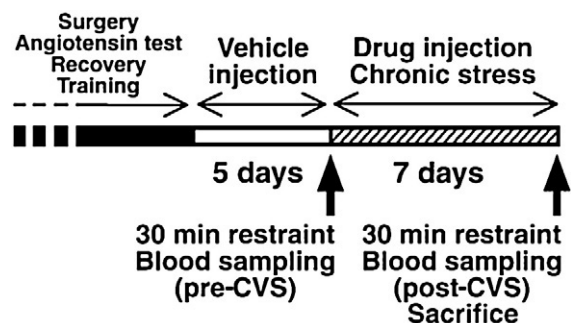 Surgery
Angiotensin test
Recovery
Training
Vehicle
injection
Drug injection
Chronic stress
5 days
7 days
30 min restraint
Blood sampling
(pre-CVS)
30 min restraint
Blood sampling
(post-CVS)
Sacrifice